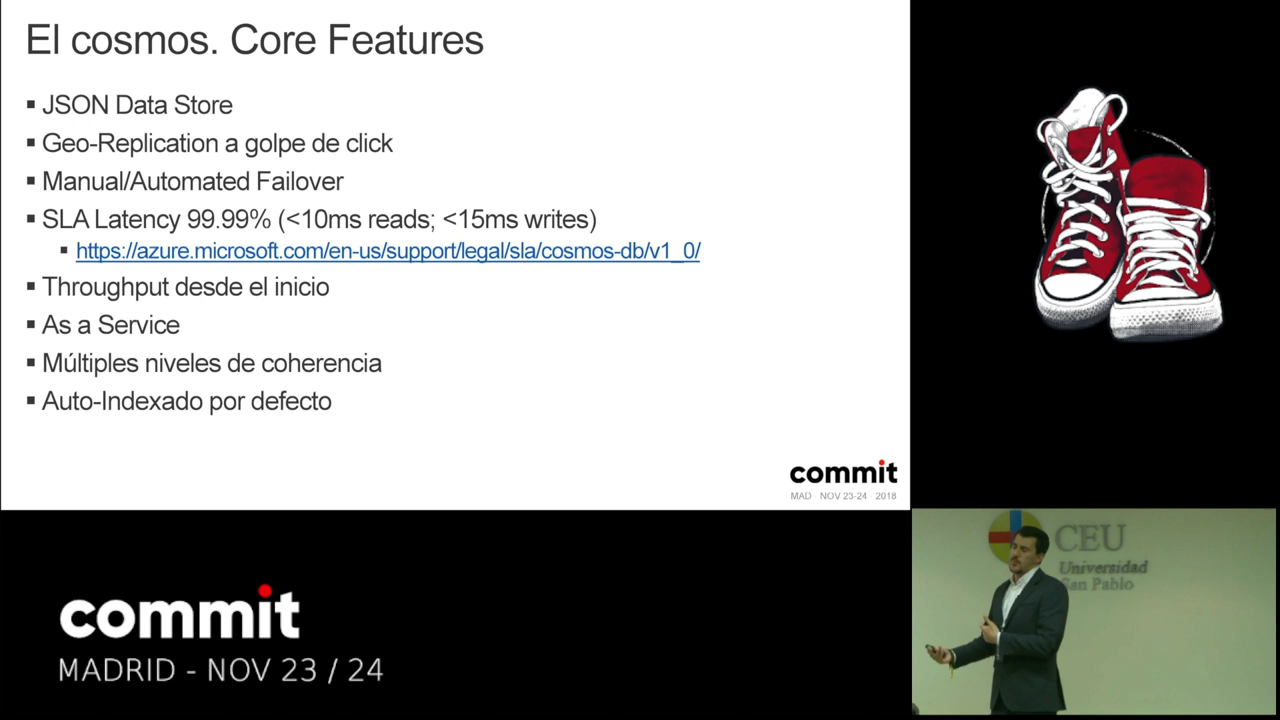 El cosmos. Core Features
▪ JSON Data Store
▪ Geo-Replication a golpe de click
▪ Manual/Automated Failover
▪ SLA Latency 99.99% (<10ms reads; <15ms writes)
▪ https://azure.microsoft.com/en-us/support/legal/sla/cosmos-db/v1_0/
▪ Throughput desde el inicio
▪ As a Service
▪ Múltiples niveles de coherencia
▪ Auto-Indexado por defecto
commit
MAD · NOV 23-24 · 2018
commit
MADRID - NOV 23 / 24
CEU
Universidad
San Pablo